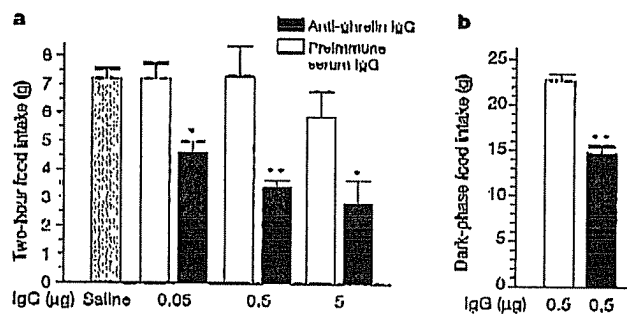 a
Anti-ghrelin IgG
Preimmune
serum IgG
Two-hour food intake (g)
8
7
6
5
4
3
2
1
0
*
**
*
IgG (µg) Saline 0.05 0.5 5
b
Dark-phase food intake (g)
25
20
15
10
5
0
**
IgG (µg) 0.5 0.5